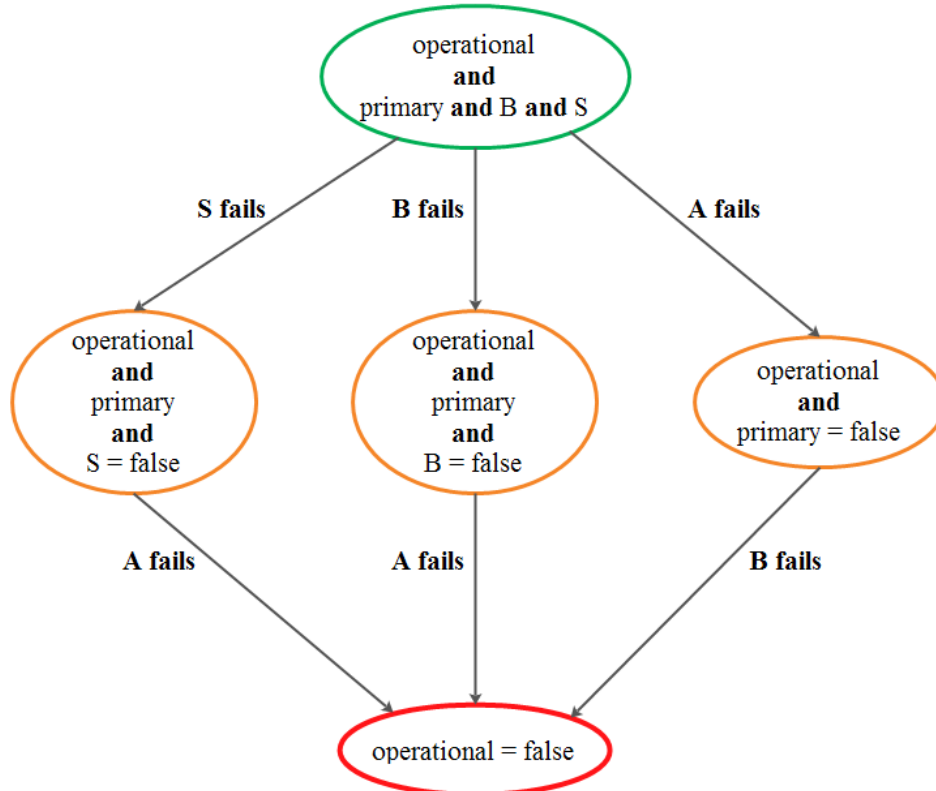 operational
and
primary and B and S
S fails
B fails
A fails
operational
and
primary
and
S = false
operational
and
primary
and
B = false
operational
and
primary = false
A fails
A fails
B fails
operational = false